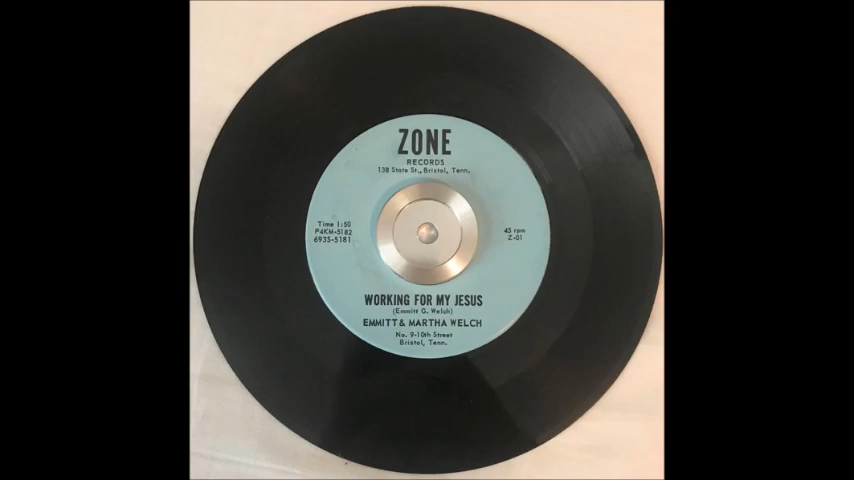 ZONE
RECORDS
138 State St., Bristol, Tenn.
Time 1:50
P4KM-5182
6935-5181
45 rpm
Z-01
WORKING FOR MY JESUS
(Emmitt G. Welch)
EMMITT & MARTHA WELCH
No. 9-10th Street
Bristol, Tenn.